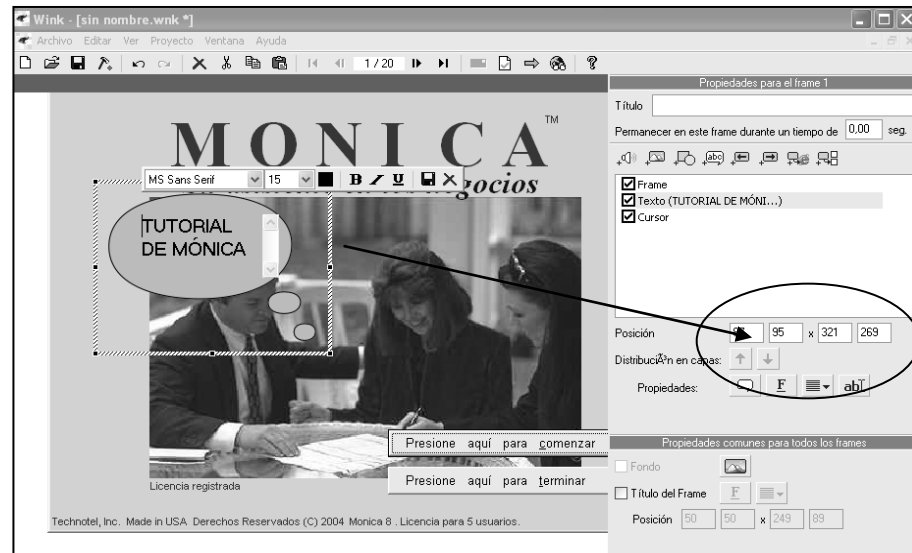 Wink - [sin nombre.wnk *]
Archivo Editar Ver Proyecto Ventana Ayuda
1 / 20
Propiedades para el frame 1
Título
Permanecer en este frame durante un tiempo de 0,00 seg.
Frame
Texto (TUTORIAL DE MÓNI...)
Cursor
MONICA TM
MS Sans Serif 15 B I U
gocios
TUTORIAL
DE MÓNICA
Posición 95 x 321 269
DistribuciÃ³n en capas:
Propiedades: F abI
Presione aquí para comenzar
Presione aquí para terminar
Licencia registrada
Technotel, Inc. Made in USA Derechos Reservados (C) 2004 Monica 8 . Licencia para 5 usuarios.
Propiedades comunes para todos los frames
Fondo
Título del Frame F
Posición 50 50 x 249 89